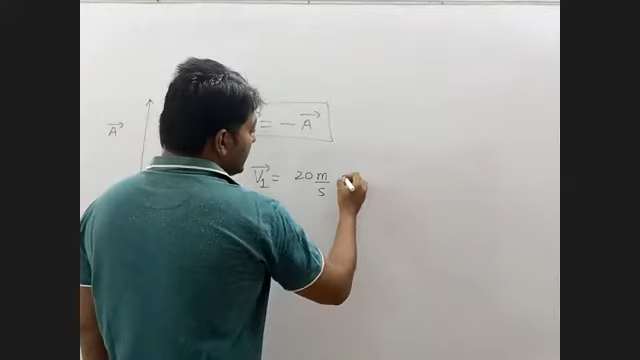 A⃗
= − A⃗
V⃗₁ = 20 m/s